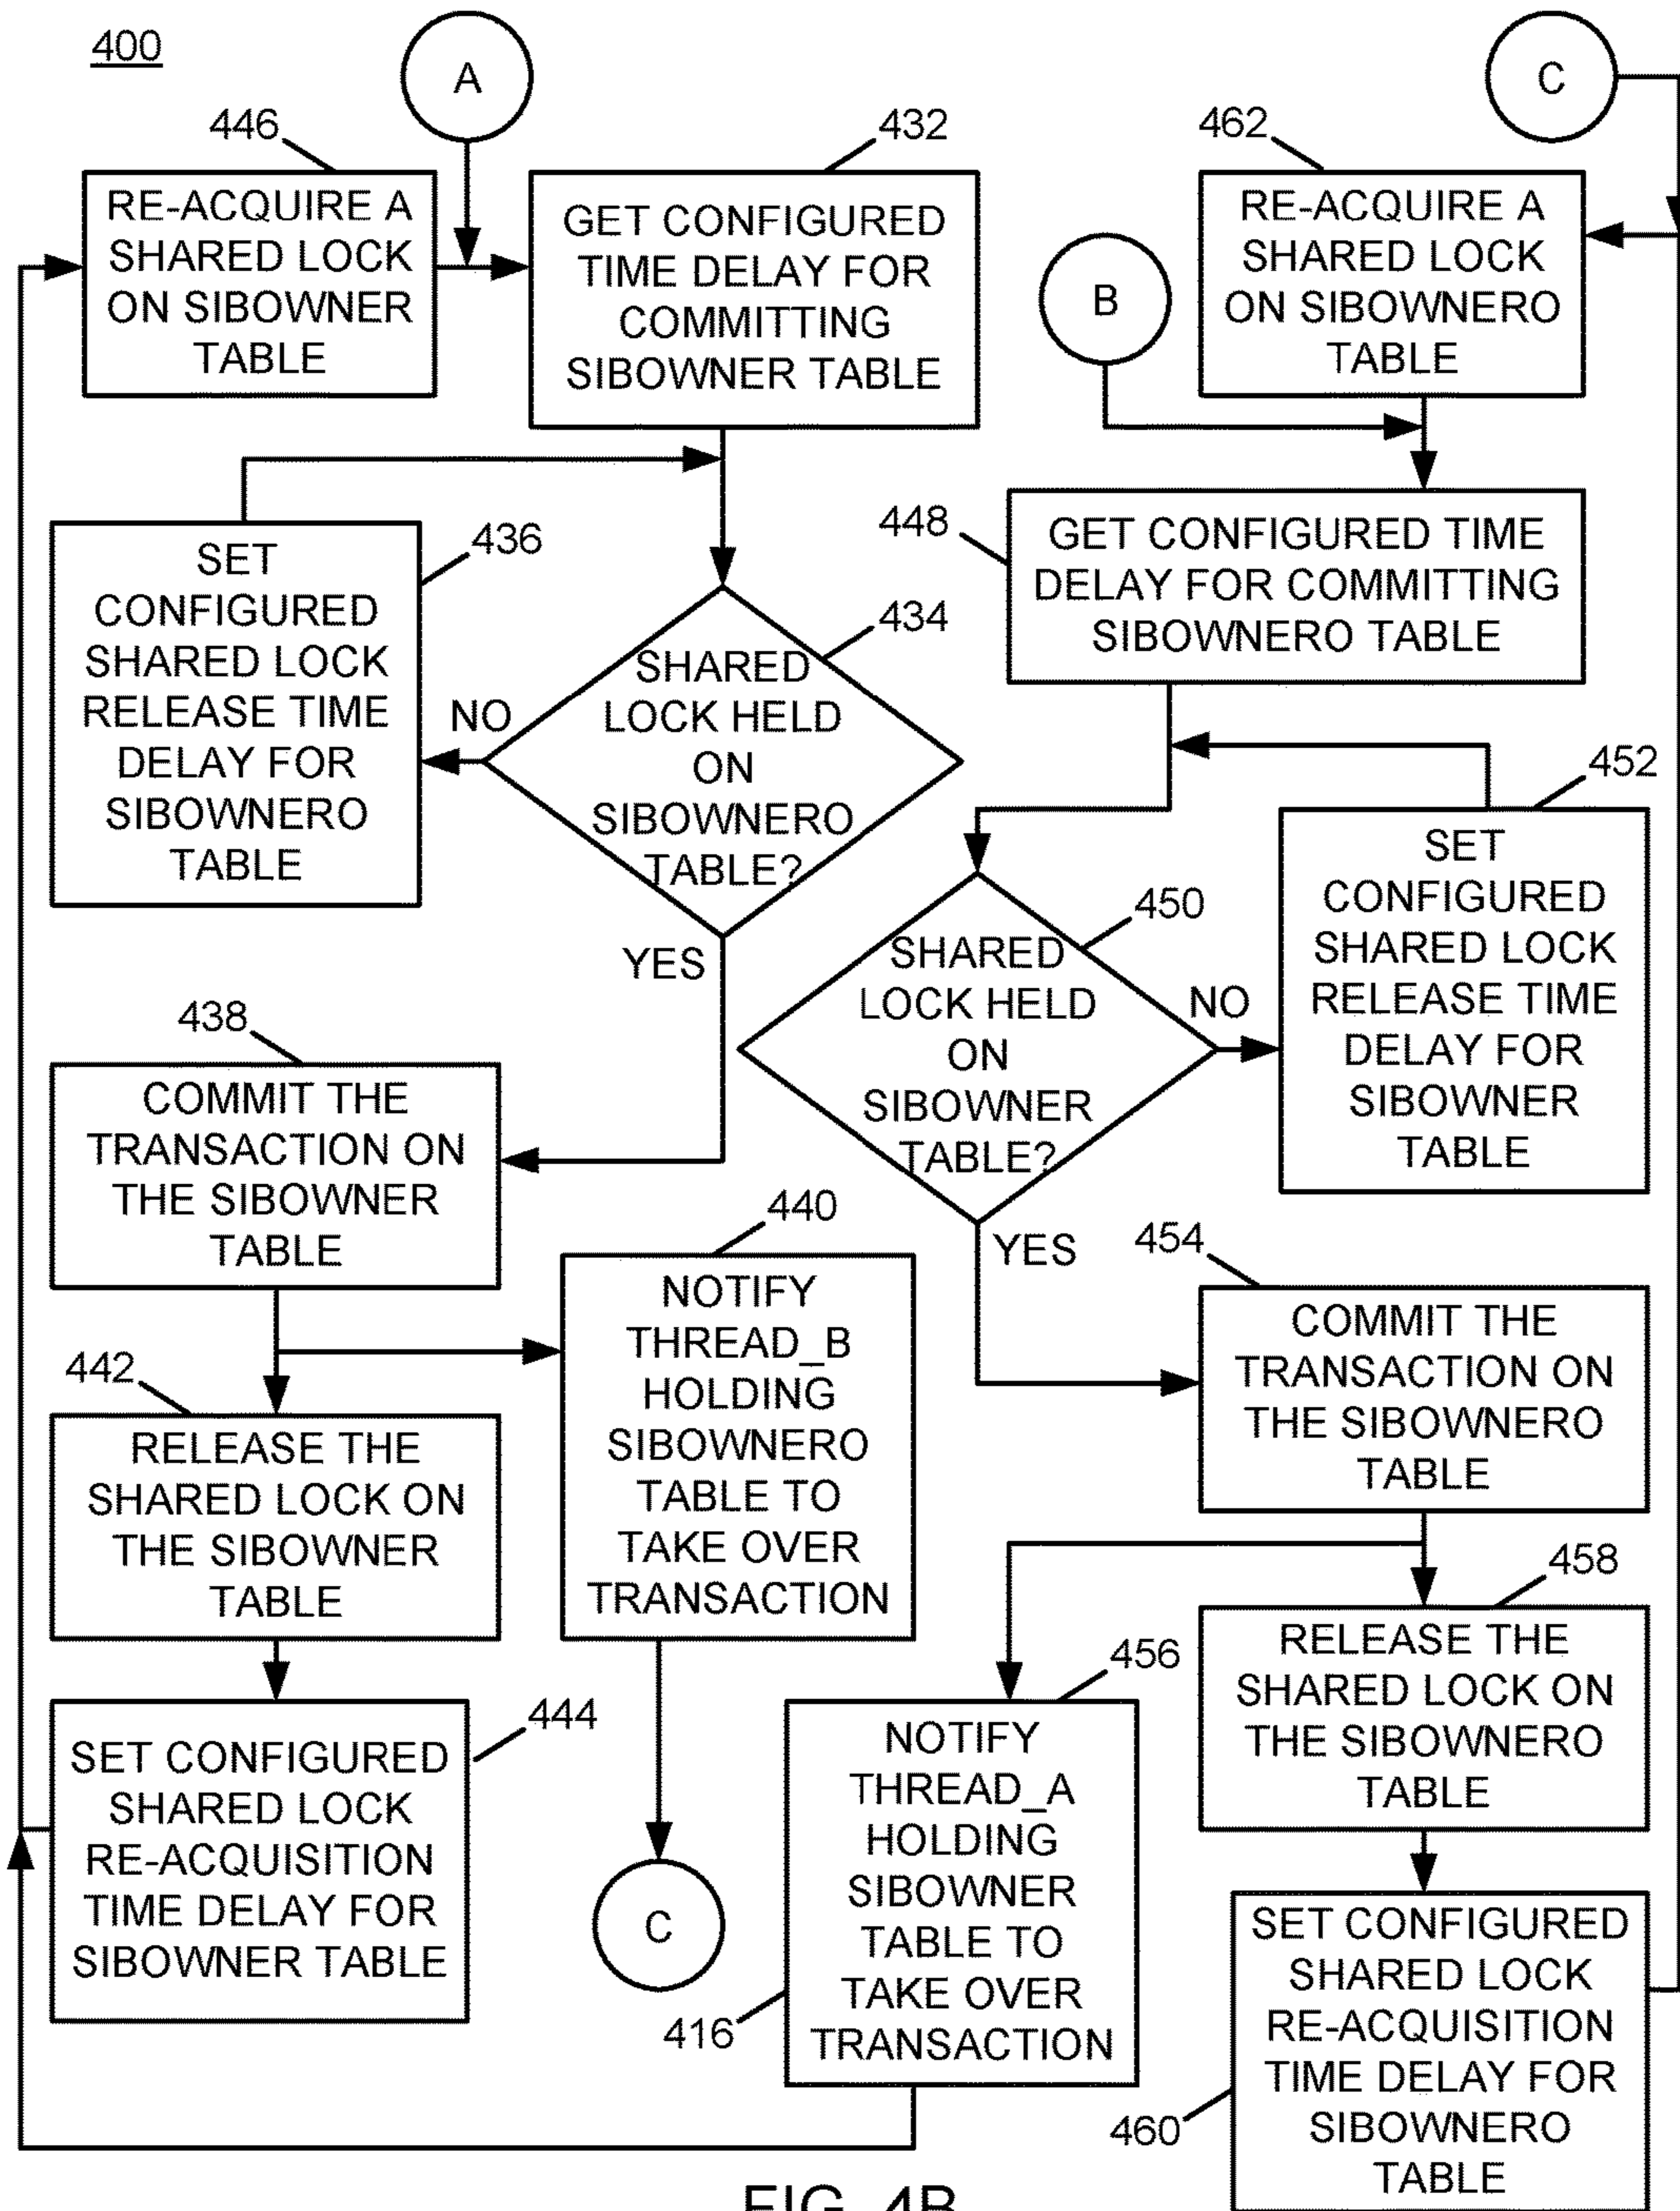 400
A
C
446
RE-ACQUIRE A
SHARED LOCK
ON SIBOWNER
TABLE
432
GET CONFIGURED
TIME DELAY FOR
COMMITTING
SIBOWNER TABLE
462
RE-ACQUIRE A
SHARED LOCK
ON SIBOWNERO
TABLE
B
436
SET
CONFIGURED
SHARED LOCK
RELEASE TIME
DELAY FOR
SIBOWNERO
TABLE
NO
434
SHARED
LOCK HELD
ON
SIBOWNERO
TABLE?
YES
448
GET CONFIGURED TIME
DELAY FOR COMMITTING
SIBOWNERO TABLE
452
SET
CONFIGURED
SHARED LOCK
RELEASE TIME
DELAY FOR
SIBOWNER
TABLE
450
SHARED
LOCK HELD
ON
SIBOWNER
TABLE?
NO
YES
438
COMMIT THE
TRANSACTION ON
THE SIBOWNER
TABLE
440
NOTIFY
THREAD_B
HOLDING
SIBOWNERO
TABLE TO
TAKE OVER
TRANSACTION
454
COMMIT THE
TRANSACTION ON
THE SIBOWNERO
TABLE
442
RELEASE THE
SHARED LOCK ON
THE SIBOWNER
TABLE
458
RELEASE THE
SHARED LOCK ON
THE SIBOWNERO
TABLE
444
SET CONFIGURED
SHARED LOCK
RE-ACQUISITION
TIME DELAY FOR
SIBOWNER TABLE
C
456
NOTIFY
THREAD_A
HOLDING
SIBOWNER
TABLE TO
TAKE OVER
TRANSACTION
416
460
SET CONFIGURED
SHARED LOCK
RE-ACQUISITION
TIME DELAY FOR
SIBOWNERO
TABLE
FIG. 4B